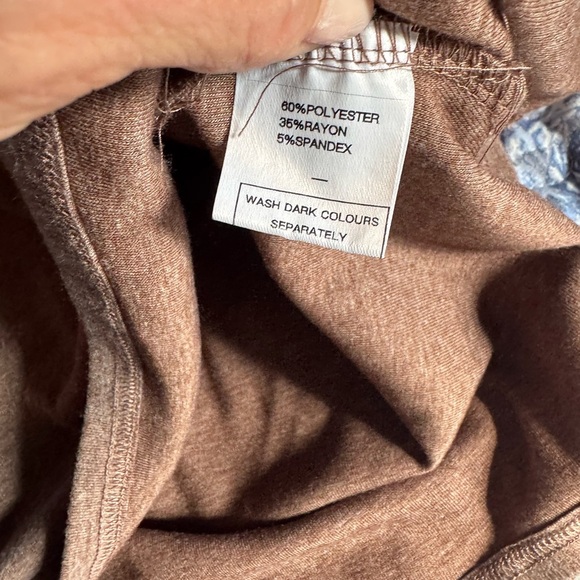 60%POLYESTER
35%RAYON
5%SPANDEX
WASH DARK COLOURS
SEPARATELY